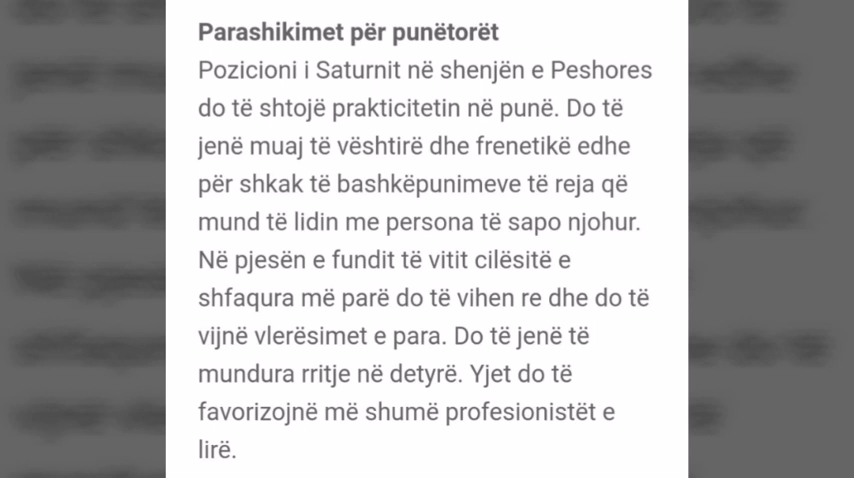 Parashikimet për punëtorët
Pozicioni i Saturnit në shenjën e Peshores
do të shtojë prakticitetin në punë. Do të
jenë muaj të vështirë dhe frenetikë edhe
për shkak të bashkëpunimeve të reja që
mund të lidin me persona të sapo njohur.
Në pjesën e fundit të vitit cilësitë e
shfaqura më parë do të vihen re dhe do të
vijnë vlerësimet e para. Do të jenë të
mundura rritje në detyrë. Yjet do të
favorizojnë më shumë profesionistët e
lirë.